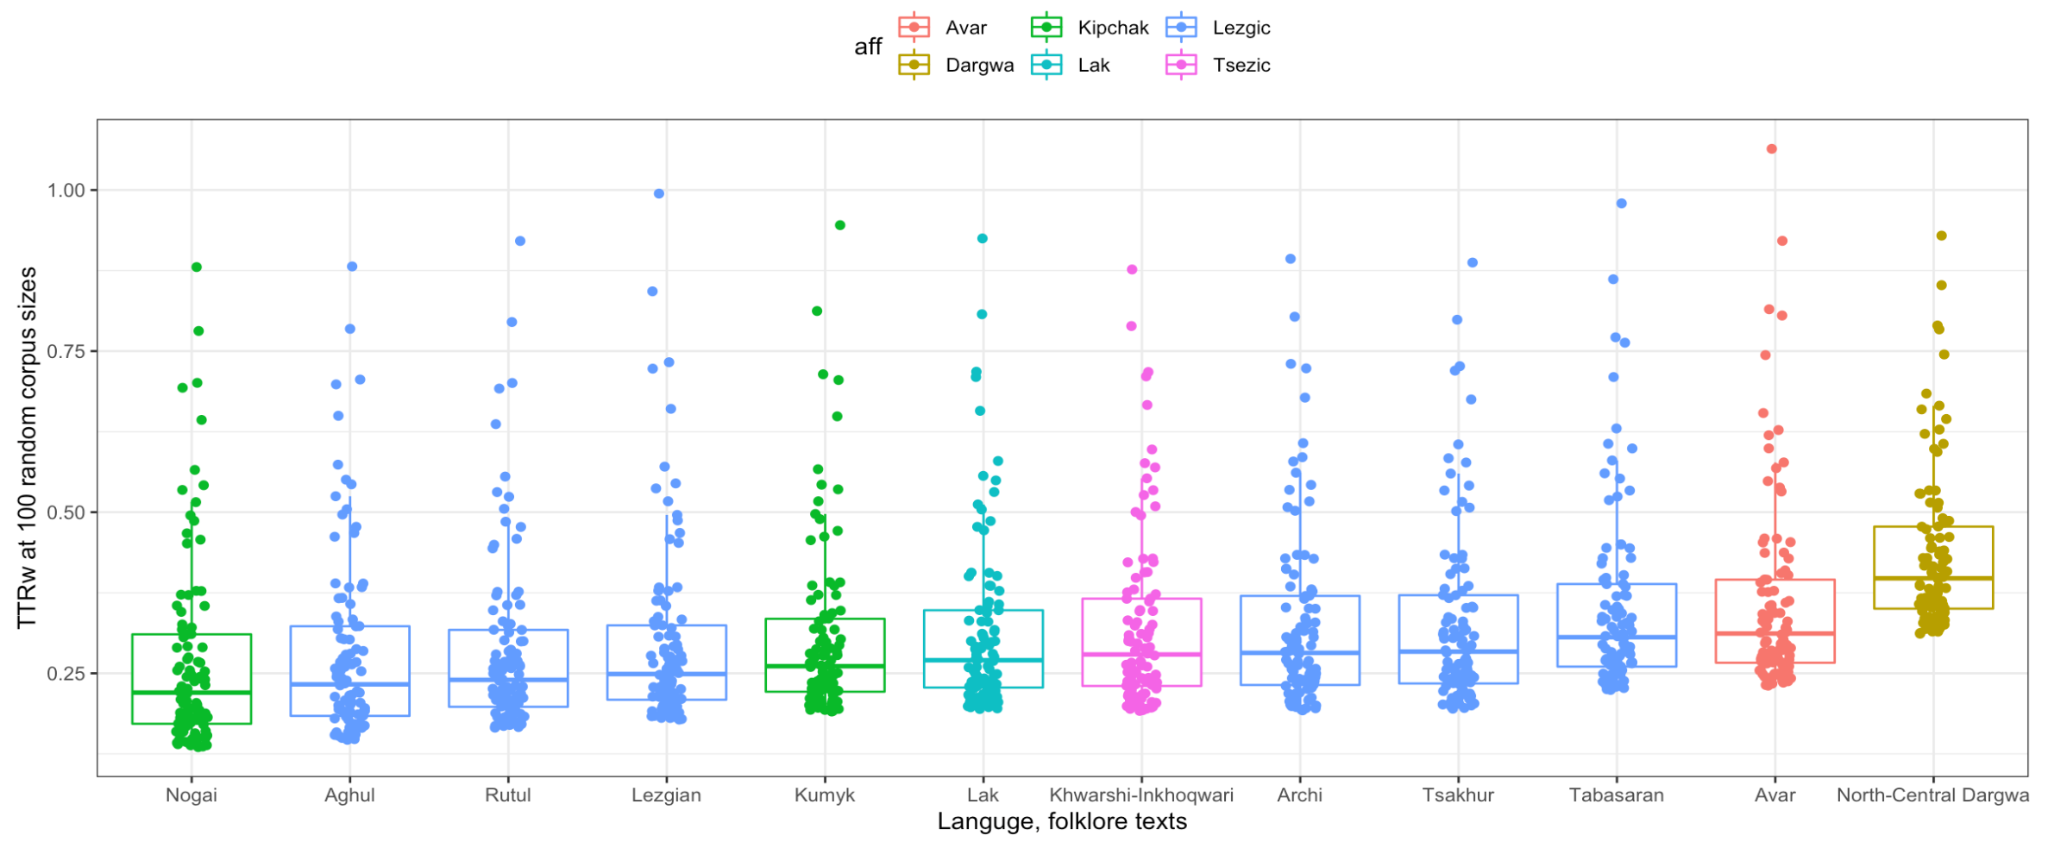 aff
Avar
Kipchak
Lezgic
Dargwa
Lak
Tsezic
TTRw at 100 random corpus sizes
1.00
0.75
0.50
0.25
Nogai
Aghul
Rutul
Lezgian
Kumyk
Lak
Khwarshi-Inkhoqwari
Archi
Tsakhur
Tabasaran
Avar
North-Central Dargwa
Languge, folklore texts